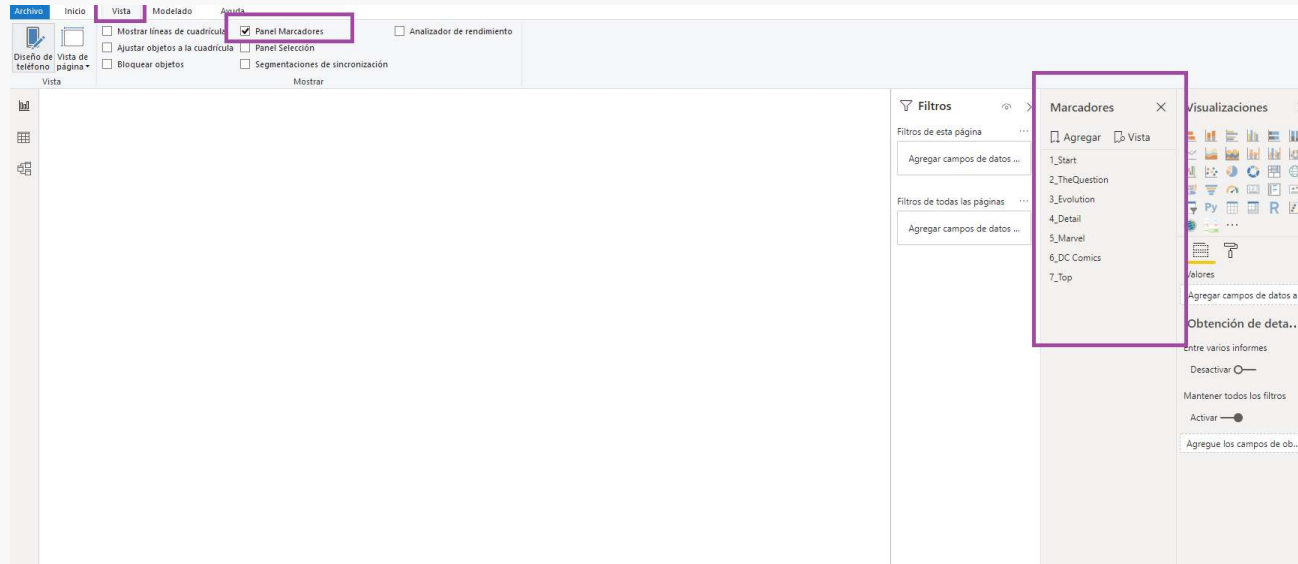 Archivo Inicio Vista Modelado Ayuda
Mostrar líneas de cuadrícula
Panel Marcadores
Analizador de rendimiento
Ajustar objetos a la cuadrícula
Panel Selección
Bloquear objetos
Segmentaciones de sincronización
Diseño de teléfono
Vista de página
Vista
Mostrar
Filtros
Filtros de esta página ...
Agregar campos de datos ...
Filtros de todas las páginas ...
Agregar campos de datos ...
Marcadores
Agregar Vista
1_Start
2_TheQuestion
3_Evolution
4_Detail
5_Marvel
6_DC Comics
7_Top
Visualizaciones
Py R ...
Valores
Agregar campos de datos a
Obtención de deta...
Entre varios informes
Desactivar
Mantener todos los filtros
Activar
Agregue los campos de ob...